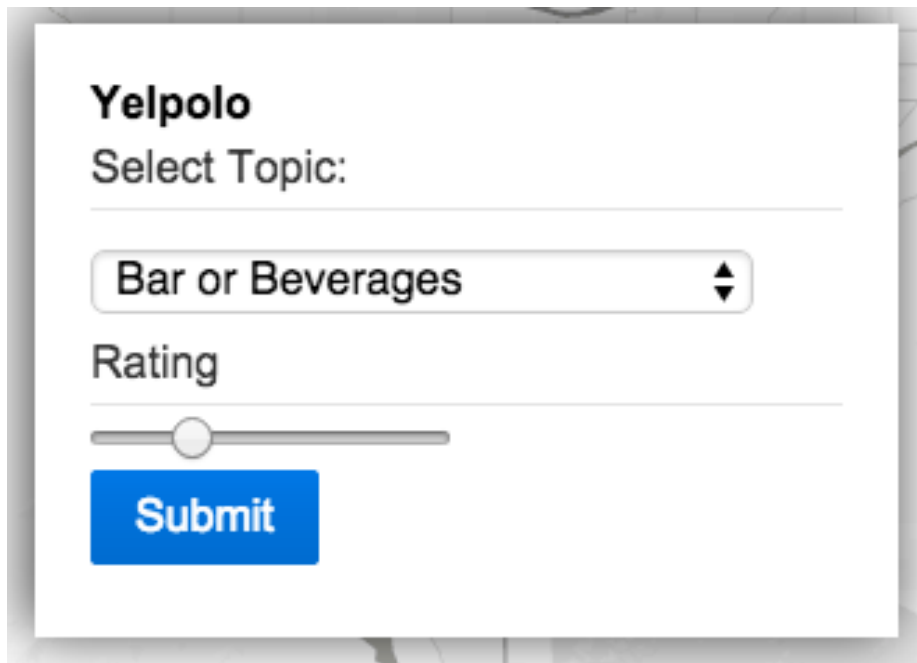 Yelpolo
Select Topic:
Bar or Beverages
Rating
Submit